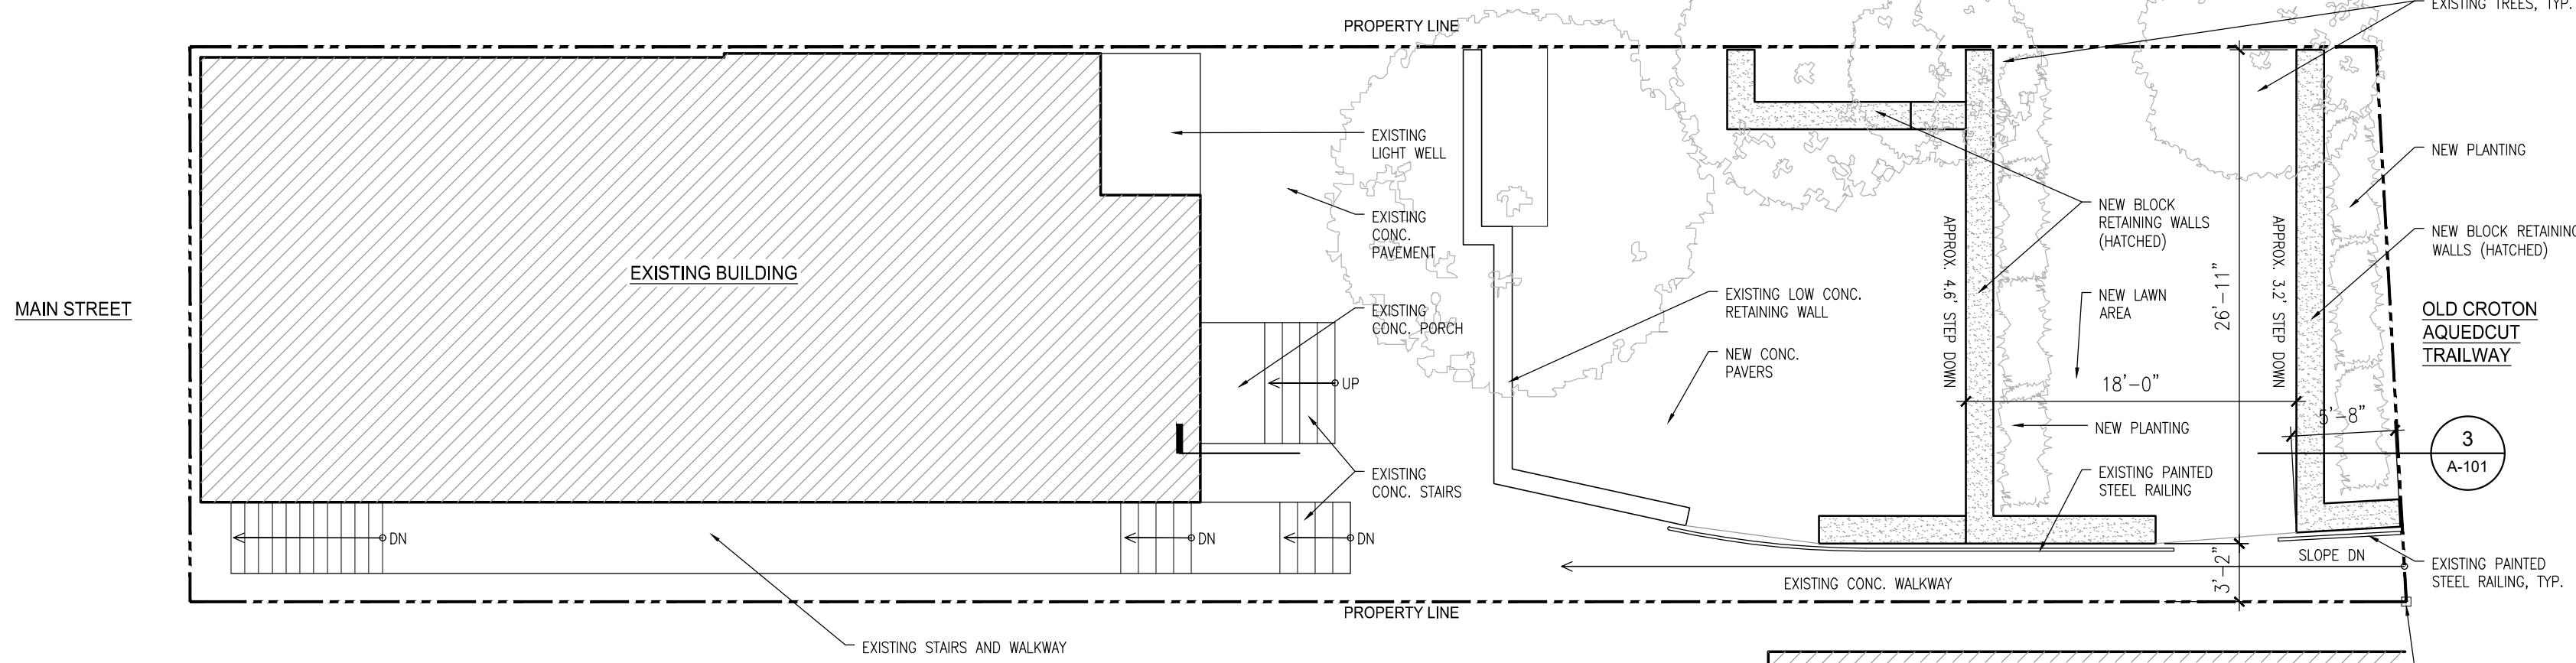 EXISTING TREES, TYP.
PROPERTY LINE
EXISTING
LIGHT WELL
NEW PLANTING
EXISTING
CONC.
PAVEMENT
NEW BLOCK
RETAINING WALLS
(HATCHED)
NEW BLOCK RETAINING
WALLS (HATCHED)
EXISTING BUILDING
MAIN STREET
EXISTING
CONC. PORCH
EXISTING LOW CONC.
RETAINING WALL
APPROX. 4.6' STEP DOWN
NEW LAWN
AREA
26'-11"
APPROX. 3.2' STEP DOWN
OLD CROTON
AQUEDCUT
TRAILWAY
NEW CONC.
PAVERS
UP
18'-0"
5'-8"
NEW PLANTING
3
A-101
EXISTING
CONC. STAIRS
EXISTING PAINTED
STEEL RAILING
DN
DN
DN
SLOPE DN
EXISTING CONC. WALKWAY
3'-2"
EXISTING PAINTED
STEEL RAILING, TYP.
PROPERTY LINE
EXISTING STAIRS AND WALKWAY